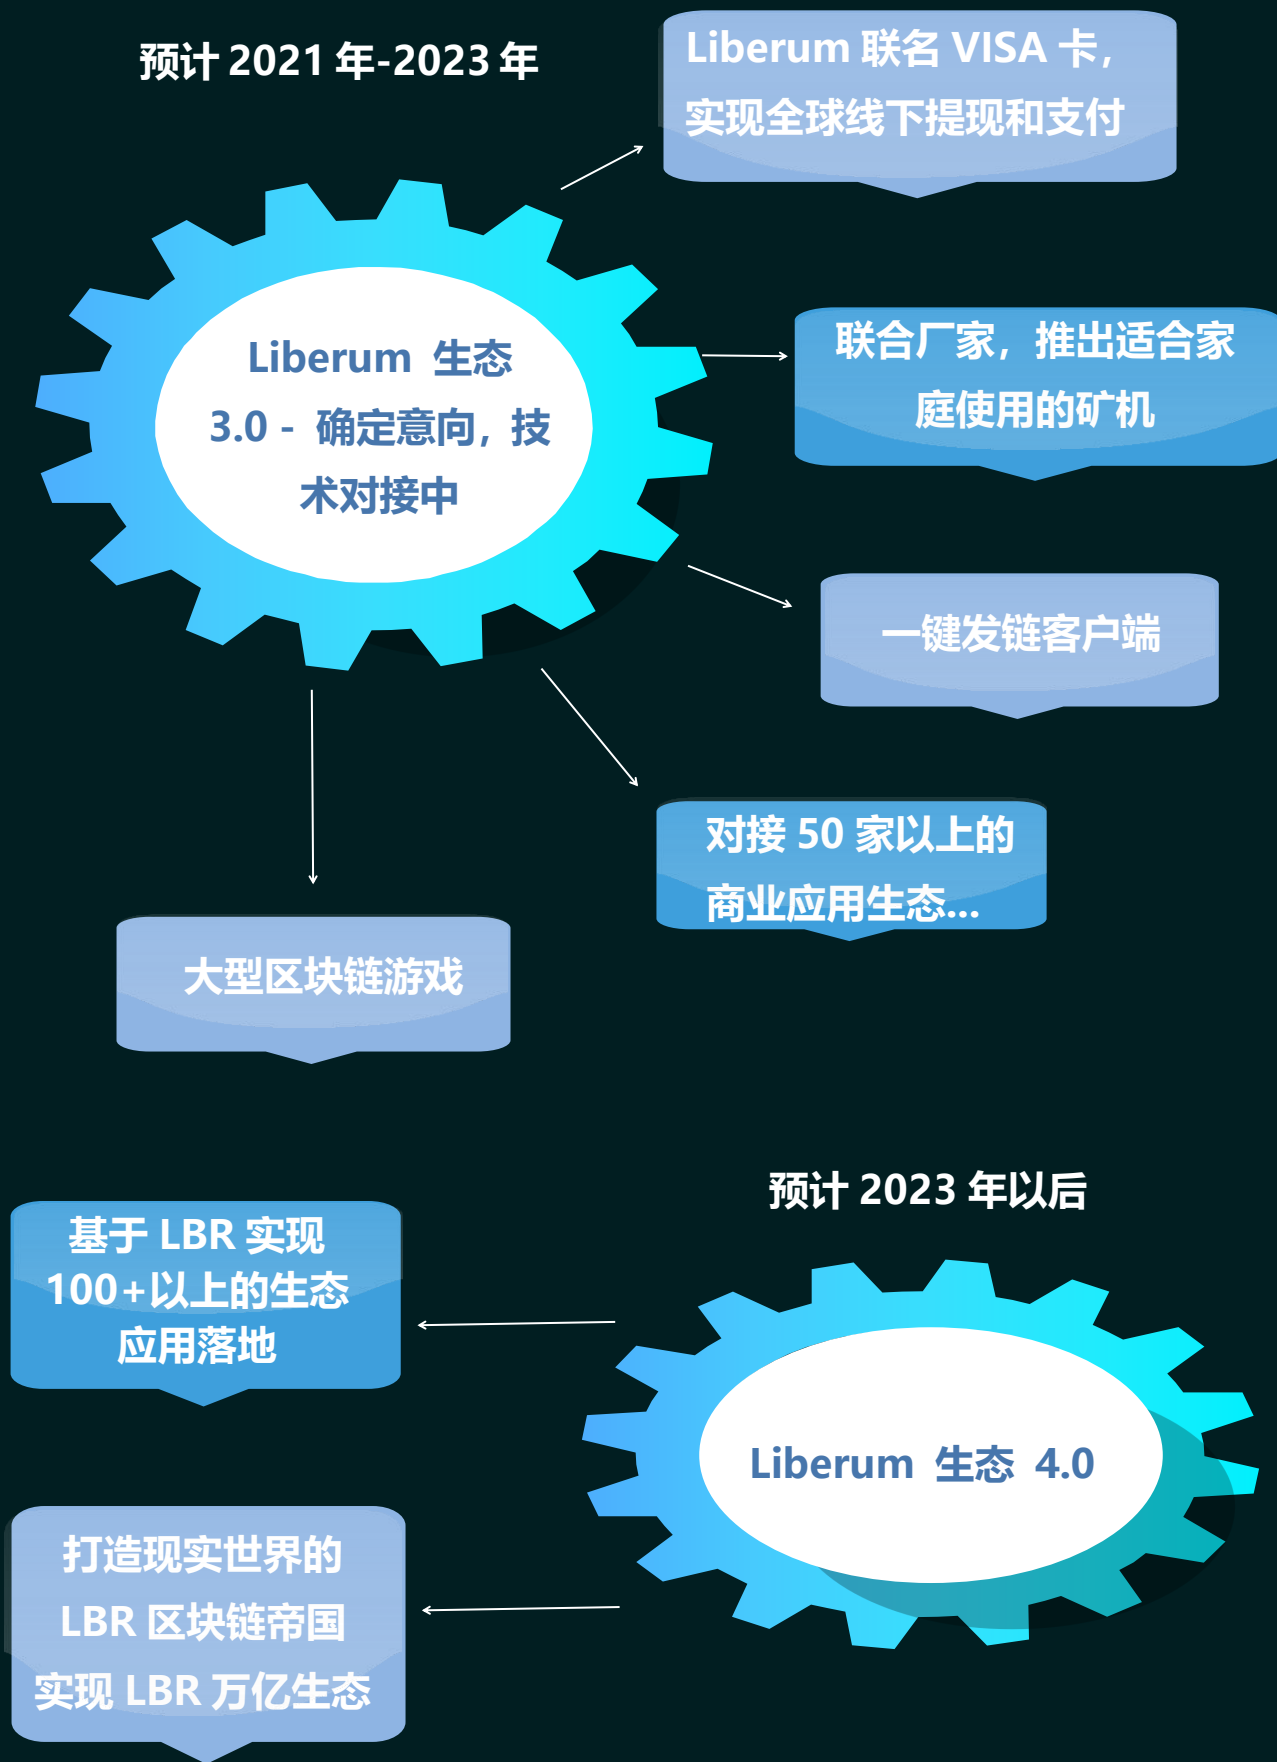 预计 2021 年-2023 年
Liberum 联名 VISA 卡，
实现全球线下提现和支付
Liberum 生态
3.0 - 确定意向，技
术对接中
联合厂家，推出适合家
庭使用的矿机
一键发链客户端
对接 50 家以上的
商业应用生态...
大型区块链游戏
预计 2023 年以后
基于 LBR 实现
100+以上的生态
应用落地
Liberum 生态 4.0
打造现实世界的
LBR 区块链帝国
实现 LBR 万亿生态